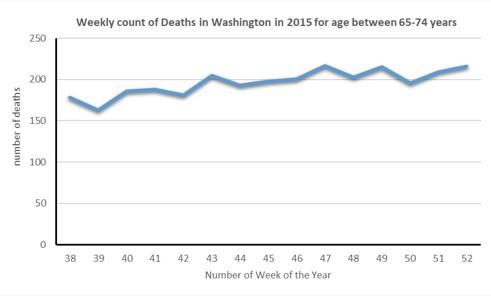 Weekly count of Deaths in Washington in 2015 for age between 65-74 years
250
200
150
100
50
0
number of deaths
38 39 40 41 42 43 44 45 46 47 48 49 50 51 52
Number of Week of the Year